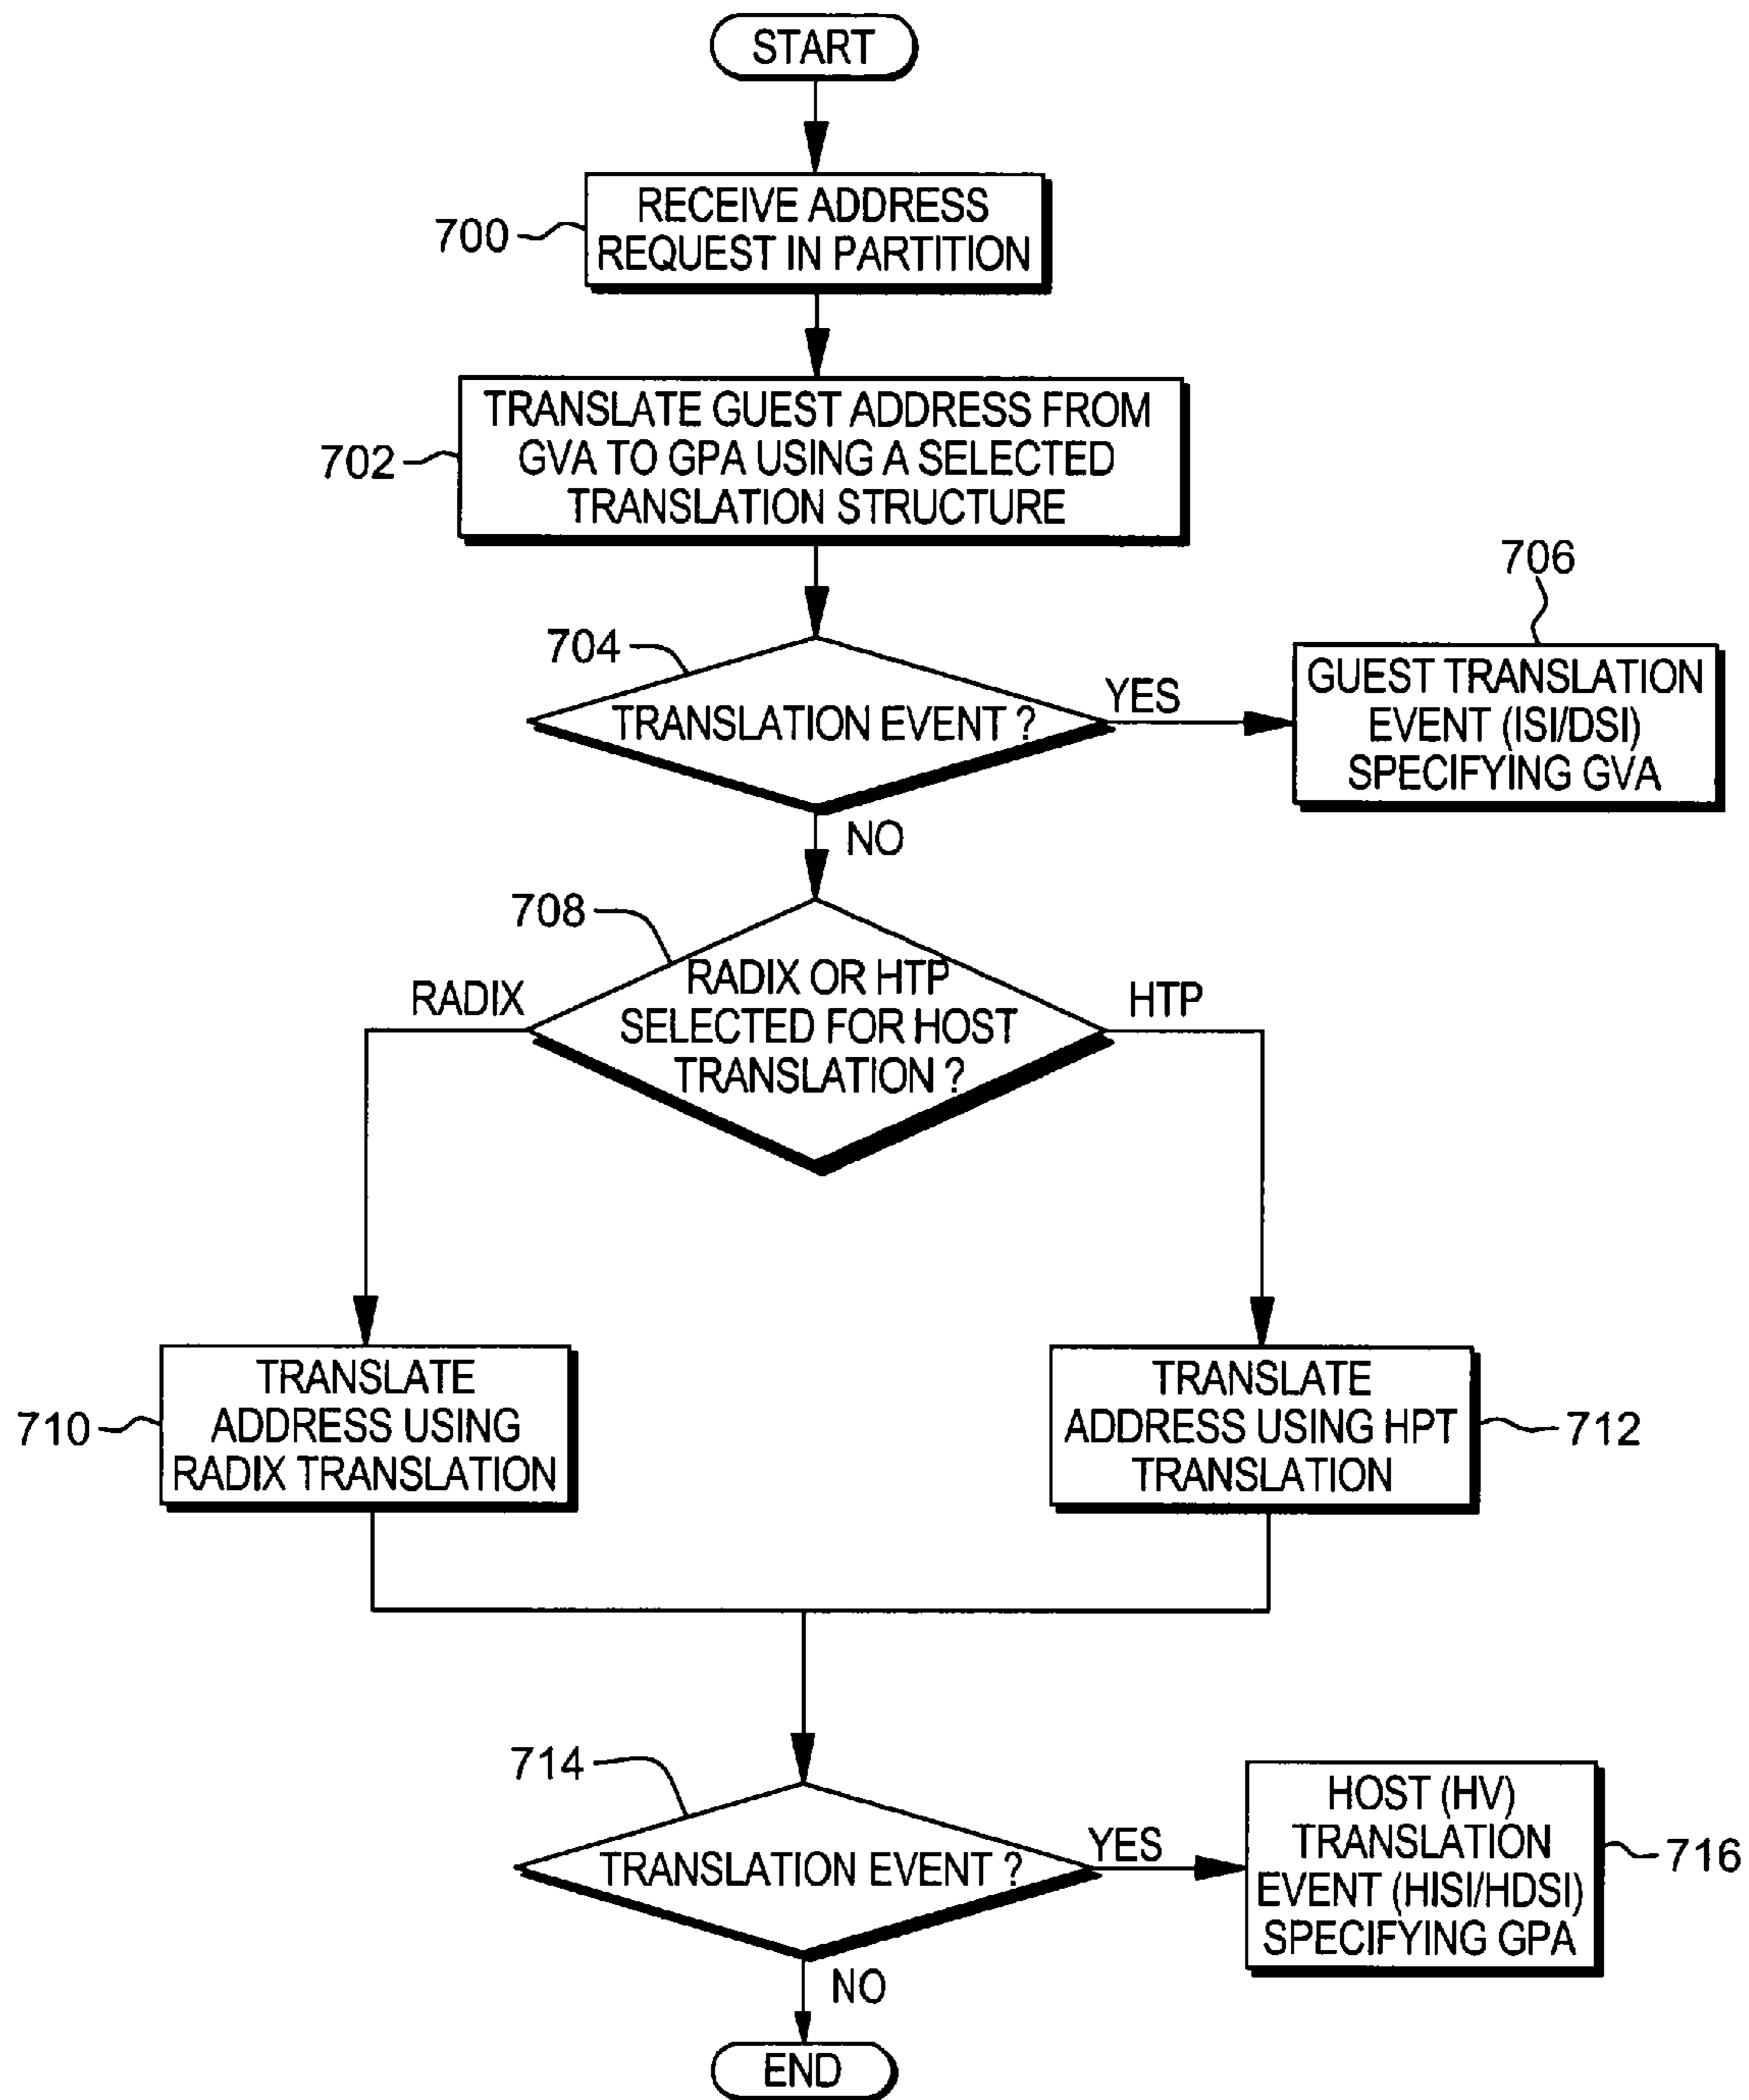 START
700
RECEIVE ADDRESS
REQUEST IN PARTITION
702
TRANSLATE GUEST ADDRESS FROM
GVA TO GPA USING A SELECTED
TRANSLATION STRUCTURE
704
TRANSLATION EVENT ?
YES
706
GUEST TRANSLATION
EVENT (ISI/DSI)
SPECIFYING GVA
NO
708
RADIX OR HTP
SELECTED FOR HOST
TRANSLATION ?
RADIX
HTP
710
TRANSLATE
ADDRESS USING
RADIX TRANSLATION
TRANSLATE
ADDRESS USING HPT
TRANSLATION
712
714
TRANSLATION EVENT ?
YES
HOST (HV)
TRANSLATION
EVENT (HISI/HDSI)
SPECIFYING GPA
716
NO
END